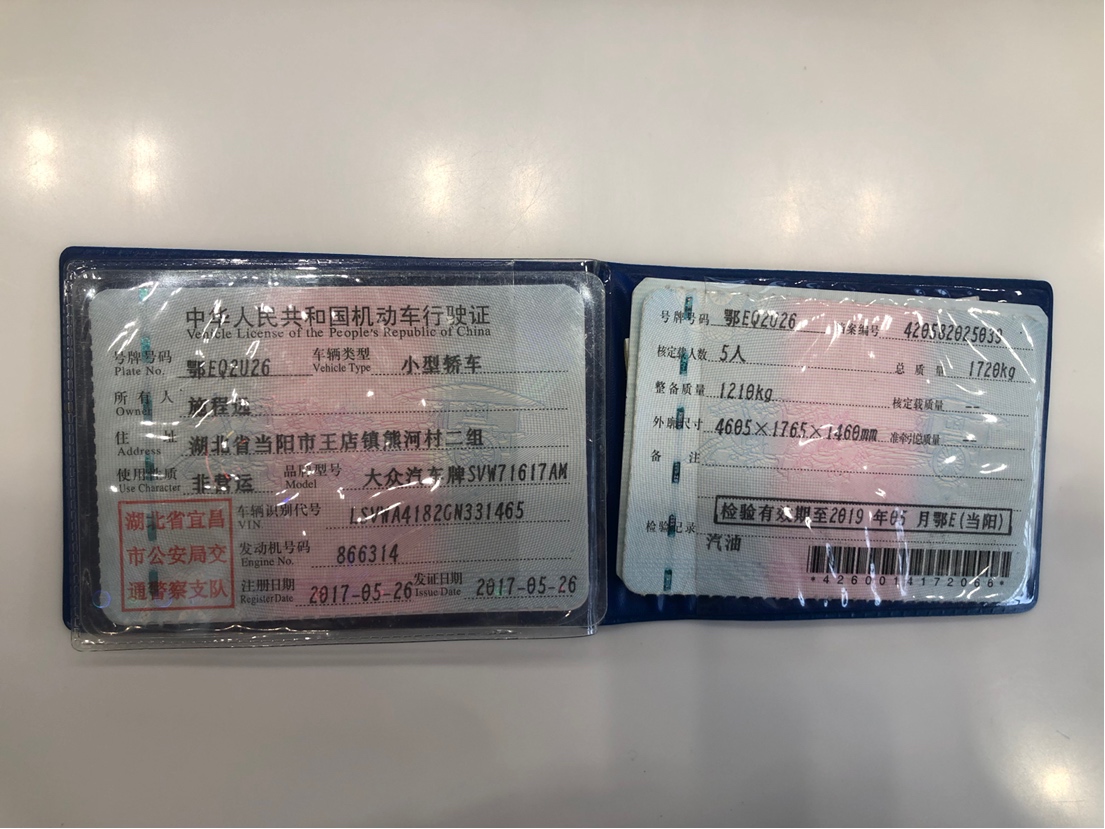 中华人民共和国机动车行驶证
Vehicle License of the People's Republic of China
号牌号码 鄂EQ2U26 车辆类型 小型轿车
Plate No. Vehicle Type
所有人
Owner
住址 湖北省当阳市王店镇熊河村二组
Address
使用性质 非营运 品牌型号 大众汽车牌SVW71617AM
Use Character Model
车辆识别代号 LSVWA4182GN331465
VIN
发动机号码 866314
Engine No.
注册日期 2017-05-26 发证日期 2017-05-26
Register Date Issue Date
湖北省宜昌
市公安局交
通警察支队
号牌号码 鄂EQ2U26 档案编号 420582025039
核定载人数 5人 总质量 1720kg
整备质量 1210kg 核定载质量 --
外廓尺寸 4605×1765×1460mm 准牵引总质量 --
备注
检验记录 检验有效期至2019年05月鄂E(当阳)
汽油
*4260014172066*